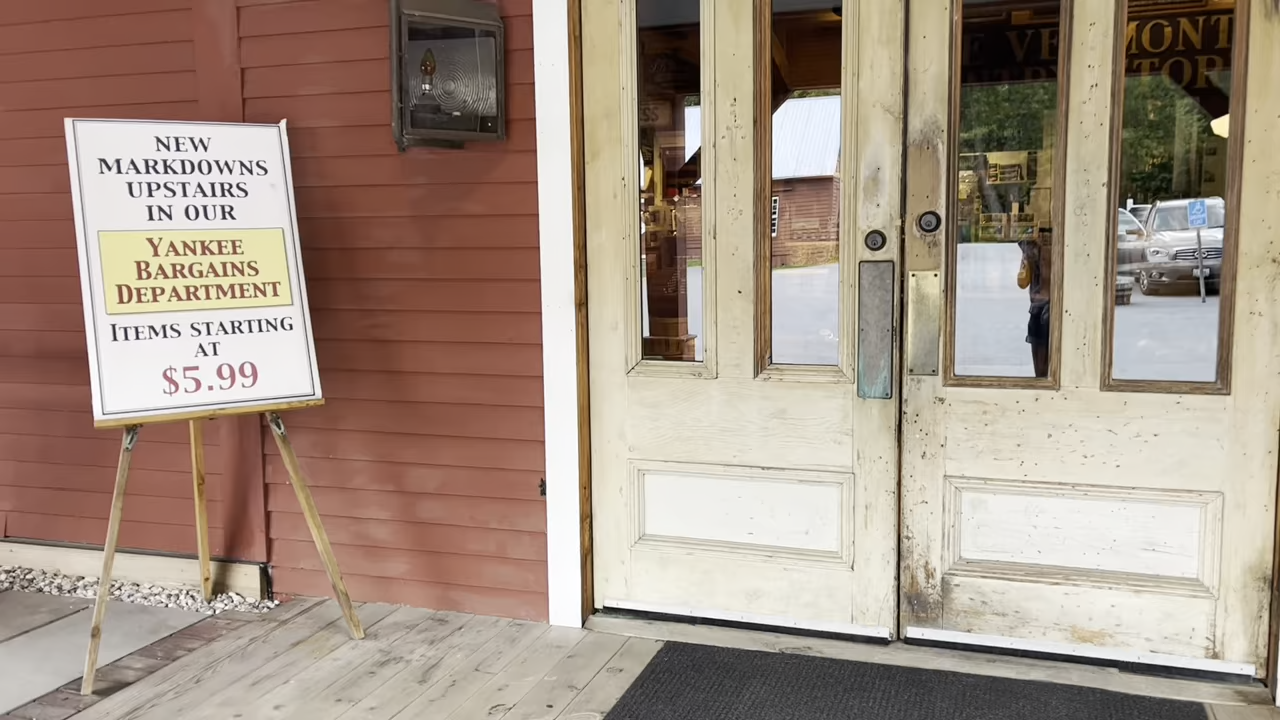 NEW
MARKDOWNS
UPSTAIRS
IN OUR
YANKEE
BARGAINS
DEPARTMENT
ITEMS STARTING
AT
$5.99